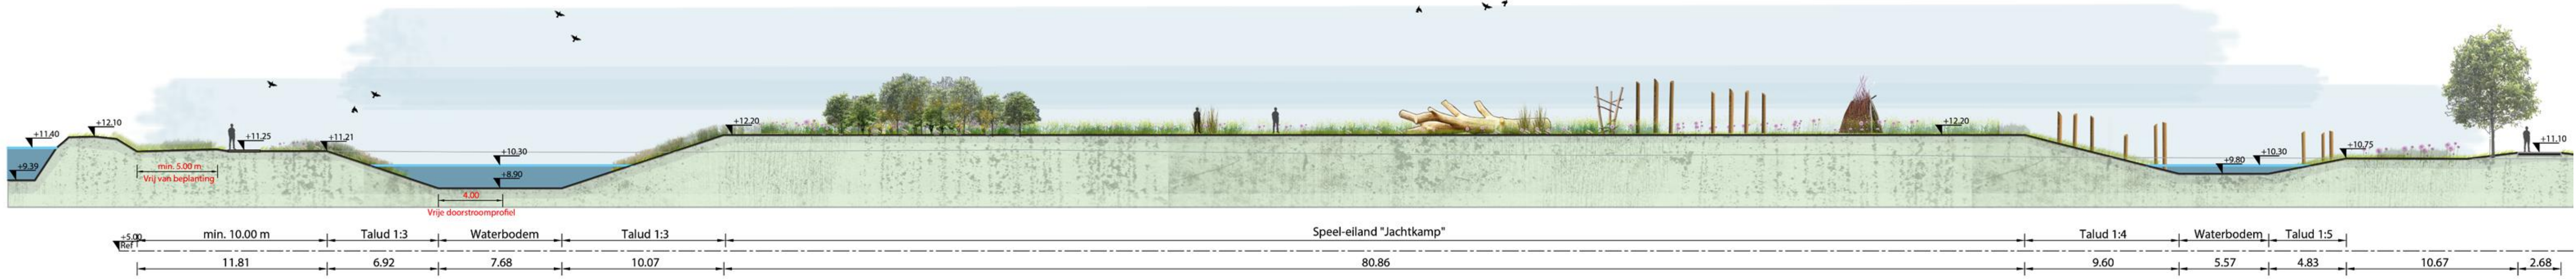 +11.40
+12.10
+11.25
+11.21
+12.20
+12.20
+9.39
+10.30
+8.90
+9.80
+10.30
+10.75
+11.10
min. 5.00 m
Vrij van beplanting
4.00
Vrije doorstroomprofiel
+5.00
Ref
min. 10.00 m Talud 1:3 Waterbodem Talud 1:3 Speel-eiland "Jachtkamp" Talud 1:4 Waterbodem Talud 1:5
11.81 6.92 7.68 10.07 80.86 9.60 5.57 4.83 10.67 2.68